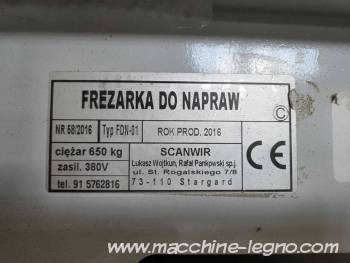 FREZARKA DO NAPRAW
©
NR 58/2016 Typ FDN-01 ROK PROD. 2016
ciężar 650 kg
zasil. 380V
tel. 91 5762816
SCANWIR
Łukasz Wojtkun, Rafał Pankowski sp.j.
ul. St. Rogalskiego 7/8
73-110 Stargard
CE
www.macchine-legno.com